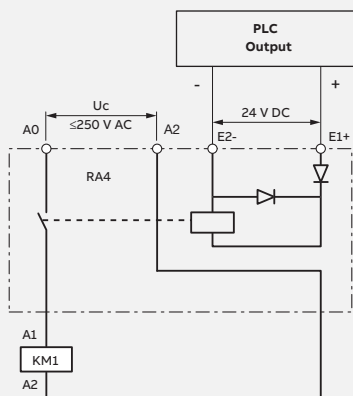 PLC
Output
- +
Uc
≤250 V AC
24 V DC
A0 A2 E2- E1+
RA4
A1
KM1
A2